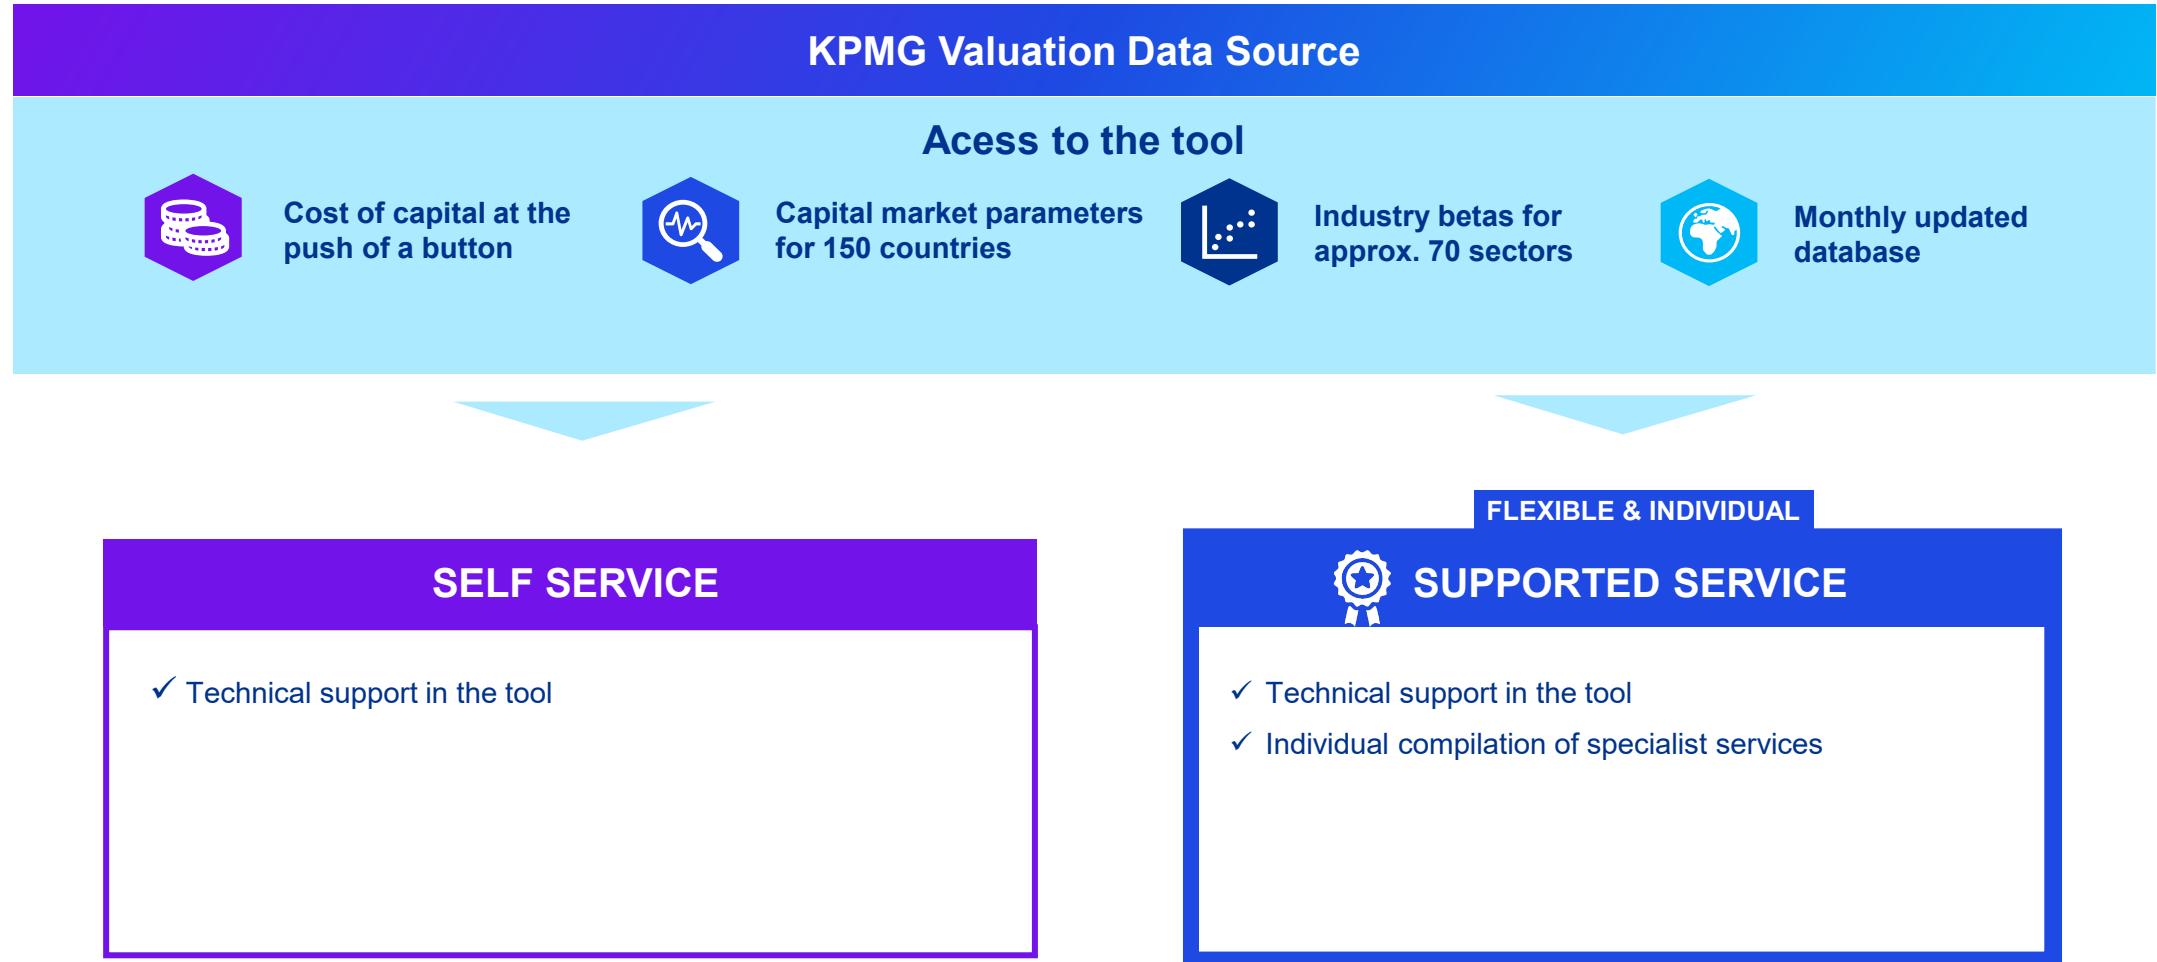 KPMG Valuation Data Source
Acess to the tool
Cost of capital at the
push of a button
Capital market parameters
for 150 countries
Industry betas for
approx. 70 sectors
Monthly updated
database
SELF SERVICE
✓ Technical support in the tool
FLEXIBLE & INDIVIDUAL
SUPPORTED SERVICE
✓ Technical support in the tool
✓ Individual compilation of specialist services